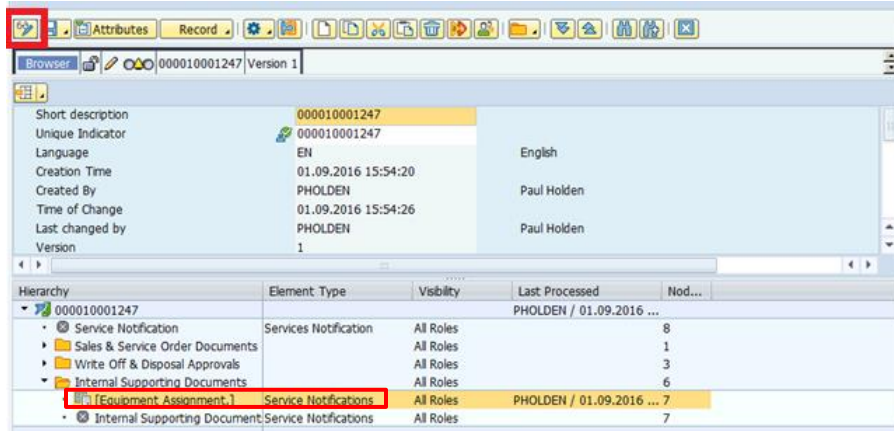 Attributes Record
Browser 000010001247 Version 1
Short description 000010001247
Unique Indicator 000010001247
Language EN English
Creation Time 01.09.2016 15:54:20
Created By PHOLDEN Paul Holden
Time of Change 01.09.2016 15:54:26
Last changed by PHOLDEN Paul Holden
Version 1
Hierarchy Element Type Visibility Last Processed Nod...
000010001247 PHOLDEN / 01.09.2016 ...
Service Notification Services Notification All Roles 8
Sales & Service Order Documents All Roles 1
Write Off & Disposal Approvals All Roles 3
Internal Supporting Documents All Roles 6
[Equipment Assignment.] Service Notifications All Roles PHOLDEN / 01.09.2016 ... 7
Internal Supporting Document Service Notifications All Roles 7